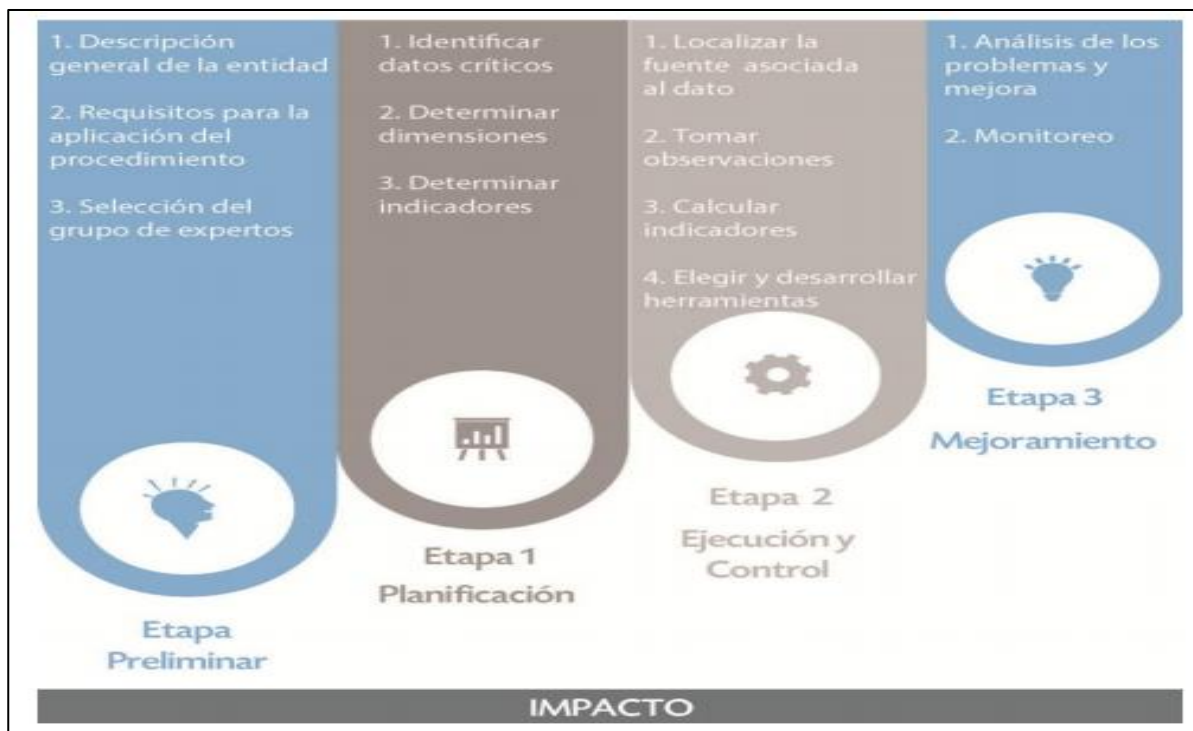 1. Descripción
general de la entidad
2. Requisitos para la
aplicación del
procedimiento
3. Selección del
grupo de expertos
Etapa
Preliminar
1. Identificar
datos críticos
2. Determinar
dimensiones
3. Determinar
indicadores
Etapa 1
Planificación
1. Localizar la
fuente asociada
al dato
2. Tomar
observaciones
3. Calcular
indicadores
4. Elegir y desarrollar
herramientas
Etapa 2
Ejecución y
Control
1. Análisis de los
problemas y
mejora
2. Monitoreo
Etapa 3
Mejoramiento
IMPACTO